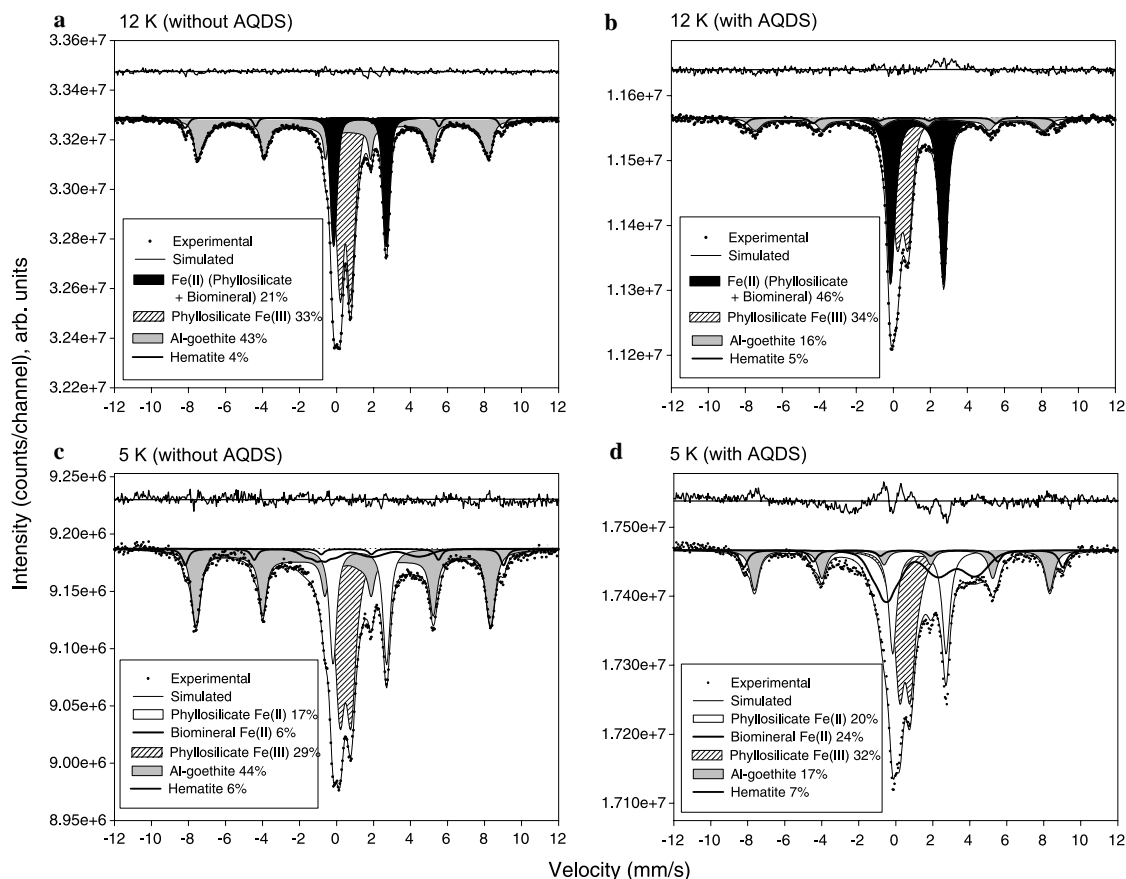 a 12 K (without AQDS)
3.36e+7
3.34e+7
3.32e+7
3.30e+7
3.28e+7
3.26e+7
3.24e+7
3.22e+7
Experimental
Simulated
Fe(II) (Phyllosilicate
+ Biomineral) 21%
Phyllosilicate Fe(III) 33%
Al-goethite 43%
Hematite 4%
-12 -10 -8 -6 -4 -2 0 2 4 6 8 10 12
b 12 K (with AQDS)
1.16e+7
1.15e+7
1.14e+7
1.13e+7
1.12e+7
Experimental
Simulated
Fe(II) (Phyllosilicate
+ Biomineral) 46%
Phyllosilicate Fe(III) 34%
Al-goethite 16%
Hematite 5%
-12 -10 -8 -6 -4 -2 0 2 4 6 8 10 12
Intensity (counts/channel), arb. units
c 5 K (without AQDS)
9.25e+6
9.20e+6
9.15e+6
9.10e+6
9.05e+6
9.00e+6
8.95e+6
Experimental
Simulated
Phyllosilicate Fe(II) 17%
Biomineral Fe(II) 6%
Phyllosilicate Fe(III) 29%
Al-goethite 44%
Hematite 6%
-12 -10 -8 -6 -4 -2 0 2 4 6 8 10 12
d 5 K (with AQDS)
1.750e+7
1.740e+7
1.730e+7
1.720e+7
1.710e+7
Experimental
Simulated
Phyllosilicate Fe(II) 20%
Biomineral Fe(II) 24%
Phyllosilicate Fe(III) 32%
Al-goethite 17%
Hematite 7%
-12 -10 -8 -6 -4 -2 0 2 4 6 8 10 12
Velocity (mm/s)